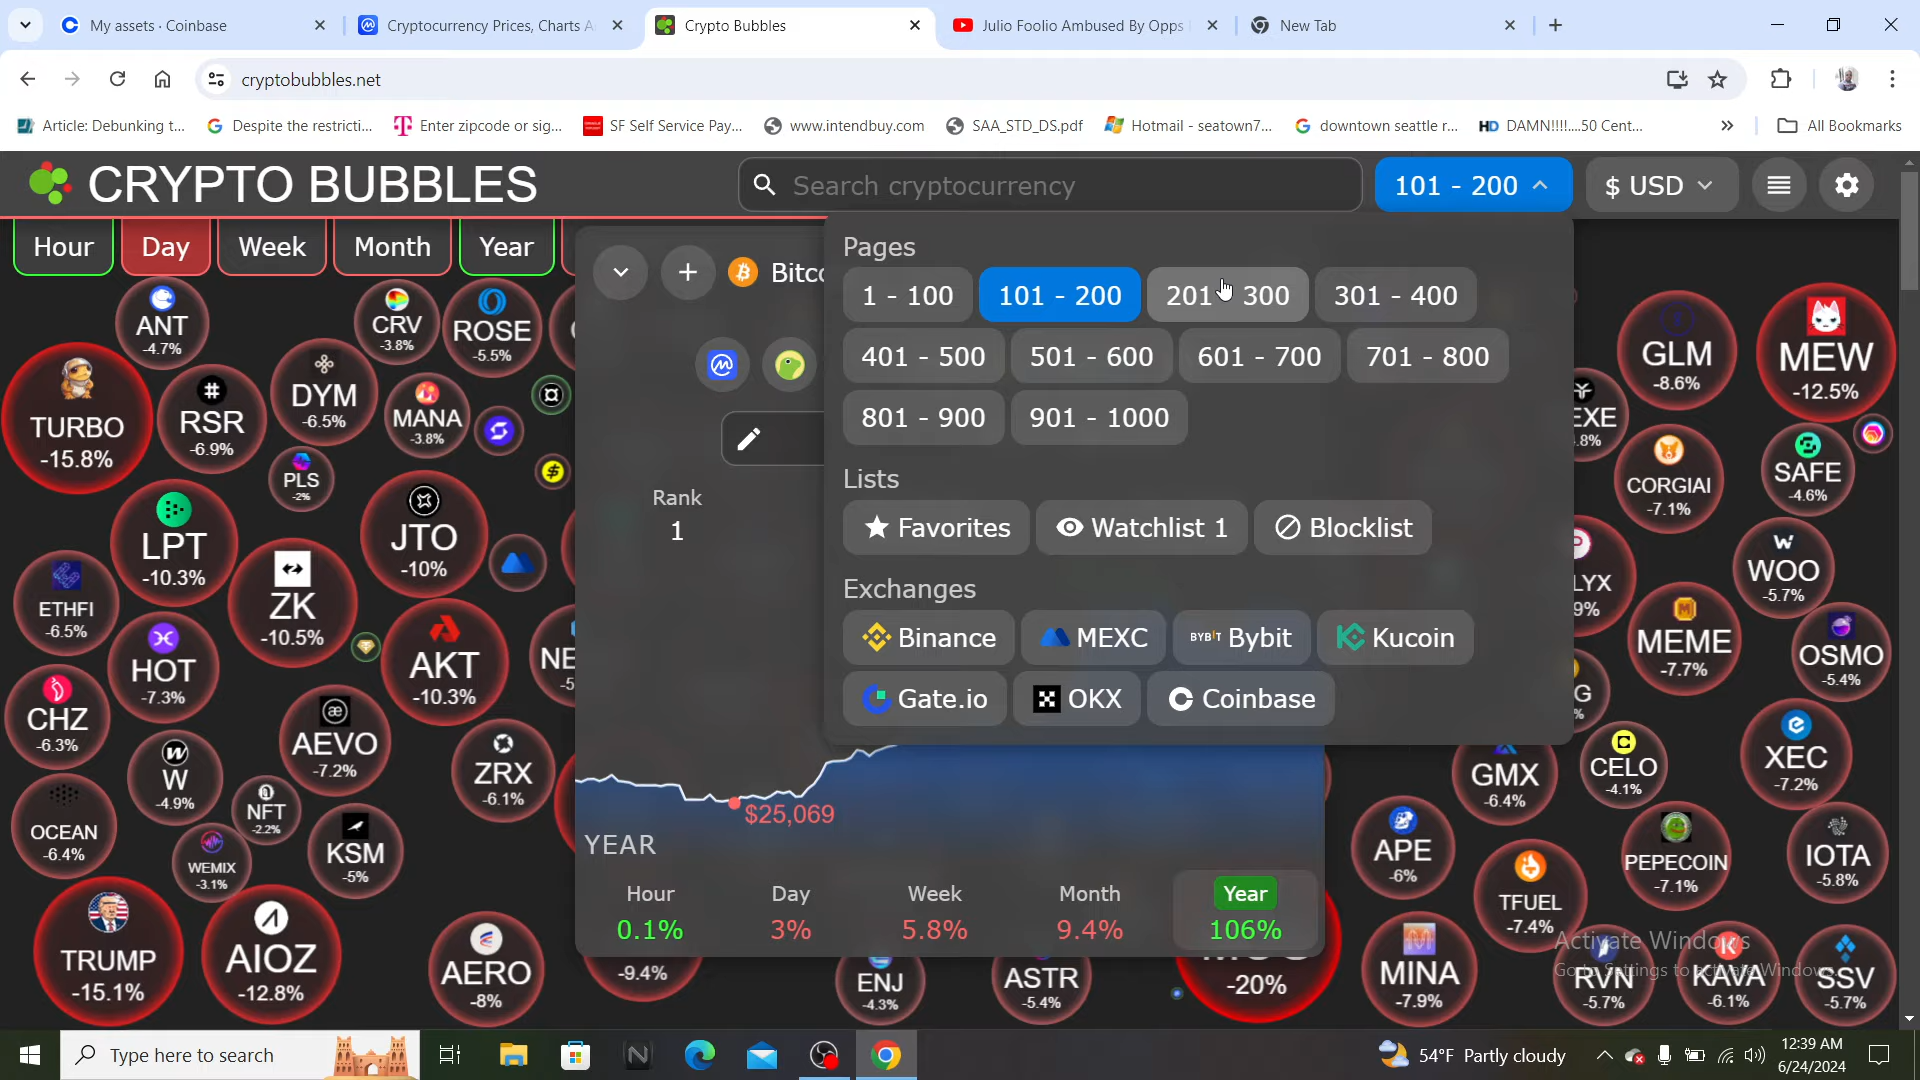 My assets · Coinbase
Cryptocurrency Prices, Charts A
Crypto Bubbles
Julio Foolio Ambused By Opps
New Tab
cryptobubbles.net
Article: Debunking t...
Despite the restricti...
Enter zipcode or sig...
SF Self Service Pay...
www.intendbuy.com
SAA_STD_DS.pdf
Hotmail - seatown7...
downtown seattle r...
HD DAMN!!!!....50 Cent...
All Bookmarks
CRYPTO BUBBLES
Search cryptocurrency
101 - 200
$ USD
Hour Day Week Month Year
Bitco
Pages
1 - 100 101 - 200 201 - 300 301 - 400
401 - 500 501 - 600 601 - 700 701 - 800
801 - 900 901 - 1000
Lists
Favorites Watchlist 1 Blocklist
Exchanges
Binance MEXC BYBIT Bybit Kucoin
Gate.io OKX Coinbase
Rank
1
$25,069
YEAR
Hour Day Week Month Year
0.1% 3% 5.8% 9.4% 106%
ANT
-4.7%
CRV
-3.8%
ROSE
-5.5%
TURBO
-15.8%
RSR
-6.9%
DYM
-6.5%
MANA
-3.8%
PLS
-2%
LPT
-10.3%
JTO
-10%
ZK
-10.5%
ETHFI
-6.5%
HOT
-7.3%
AKT
-10.3%
NE
-5
CHZ
-6.3%
W
-4.9%
AEVO
-7.2%
ZRX
-6.1%
NFT
-2.2%
OCEAN
-6.4%
WEMIX
-3.1%
KSM
-5%
TRUMP
-15.1%
AIOZ
-12.8%
AERO
-8%
-9.4%
ENJ
-4.3%
ASTR
-5.4%
-20%
GLM
-8.6%
MEW
-12.5%
EXE
.8%
CORGIAI
-7.1%
SAFE
-4.6%
LYX
9%
WOO
-5.7%
MEME
-7.7%
OSMO
-5.4%
G
%
GMX
-6.4%
CELO
-4.1%
XEC
-7.2%
APE
-6%
PEPECOIN
-7.1%
IOTA
-5.8%
TFUEL
-7.4%
MINA
-7.9%
RVN
-5.7%
KAVA
-6.1%
SSV
-5.7%
Activate Windows
Go to Settings to activate Windows.
Type here to search
54°F Partly cloudy
12:39 AM
6/24/2024